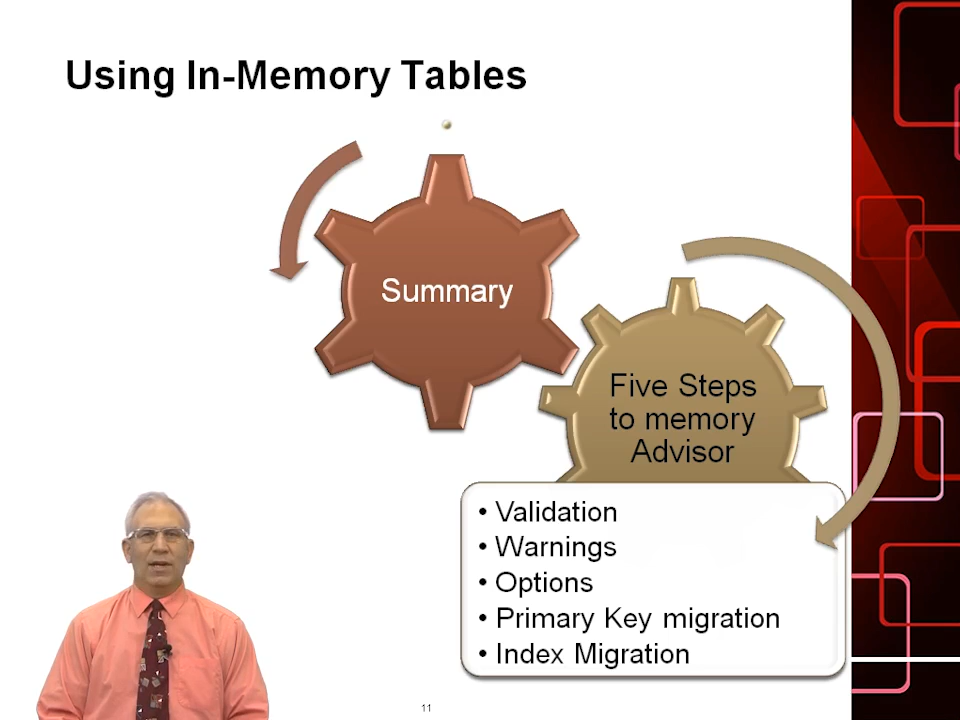 Using In-Memory Tables
Summary
Five Steps
to memory
Advisor
• Validation
• Warnings
• Options
• Primary Key migration
• Index Migration
11